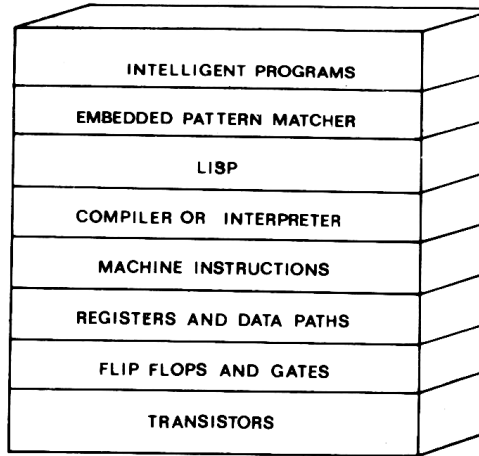 INTELLIGENT PROGRAMS
EMBEDDED PATTERN MATCHER
LISP
COMPILER OR INTERPRETER
MACHINE INSTRUCTIONS
REGISTERS AND DATA PATHS
FLIP FLOPS AND GATES
TRANSISTORS